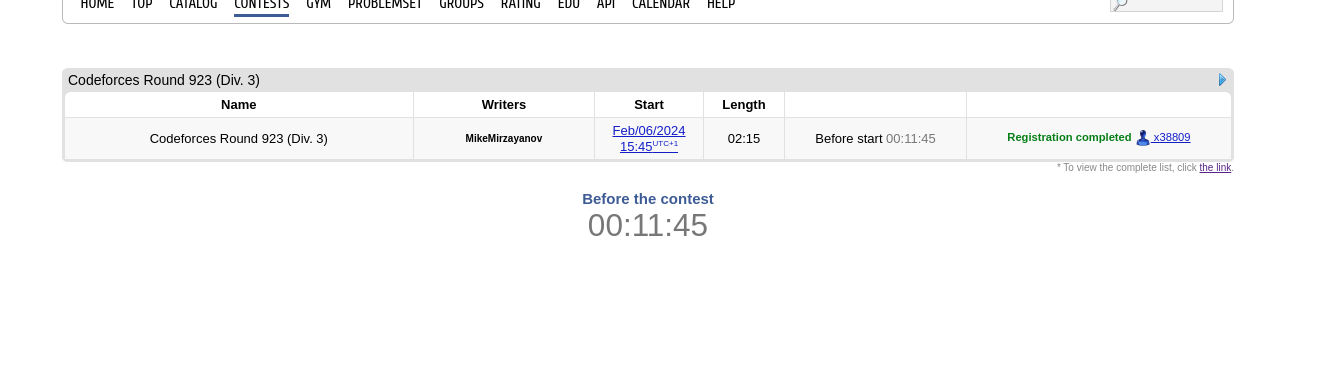 HOME TOP CATALOG CONTESTS GYM PROBLEMSET GROUPS RATING EDU API CALENDAR HELP
Codeforces Round 923 (Div. 3)
Name Writers Start Length
Codeforces Round 923 (Div. 3) MikeMirzayanov Feb/06/2024 02:15 Before start 00:11:45 Registration completed x38809
15:45UTC+1
* To view the complete list, click the link.
Before the contest
00:11:45